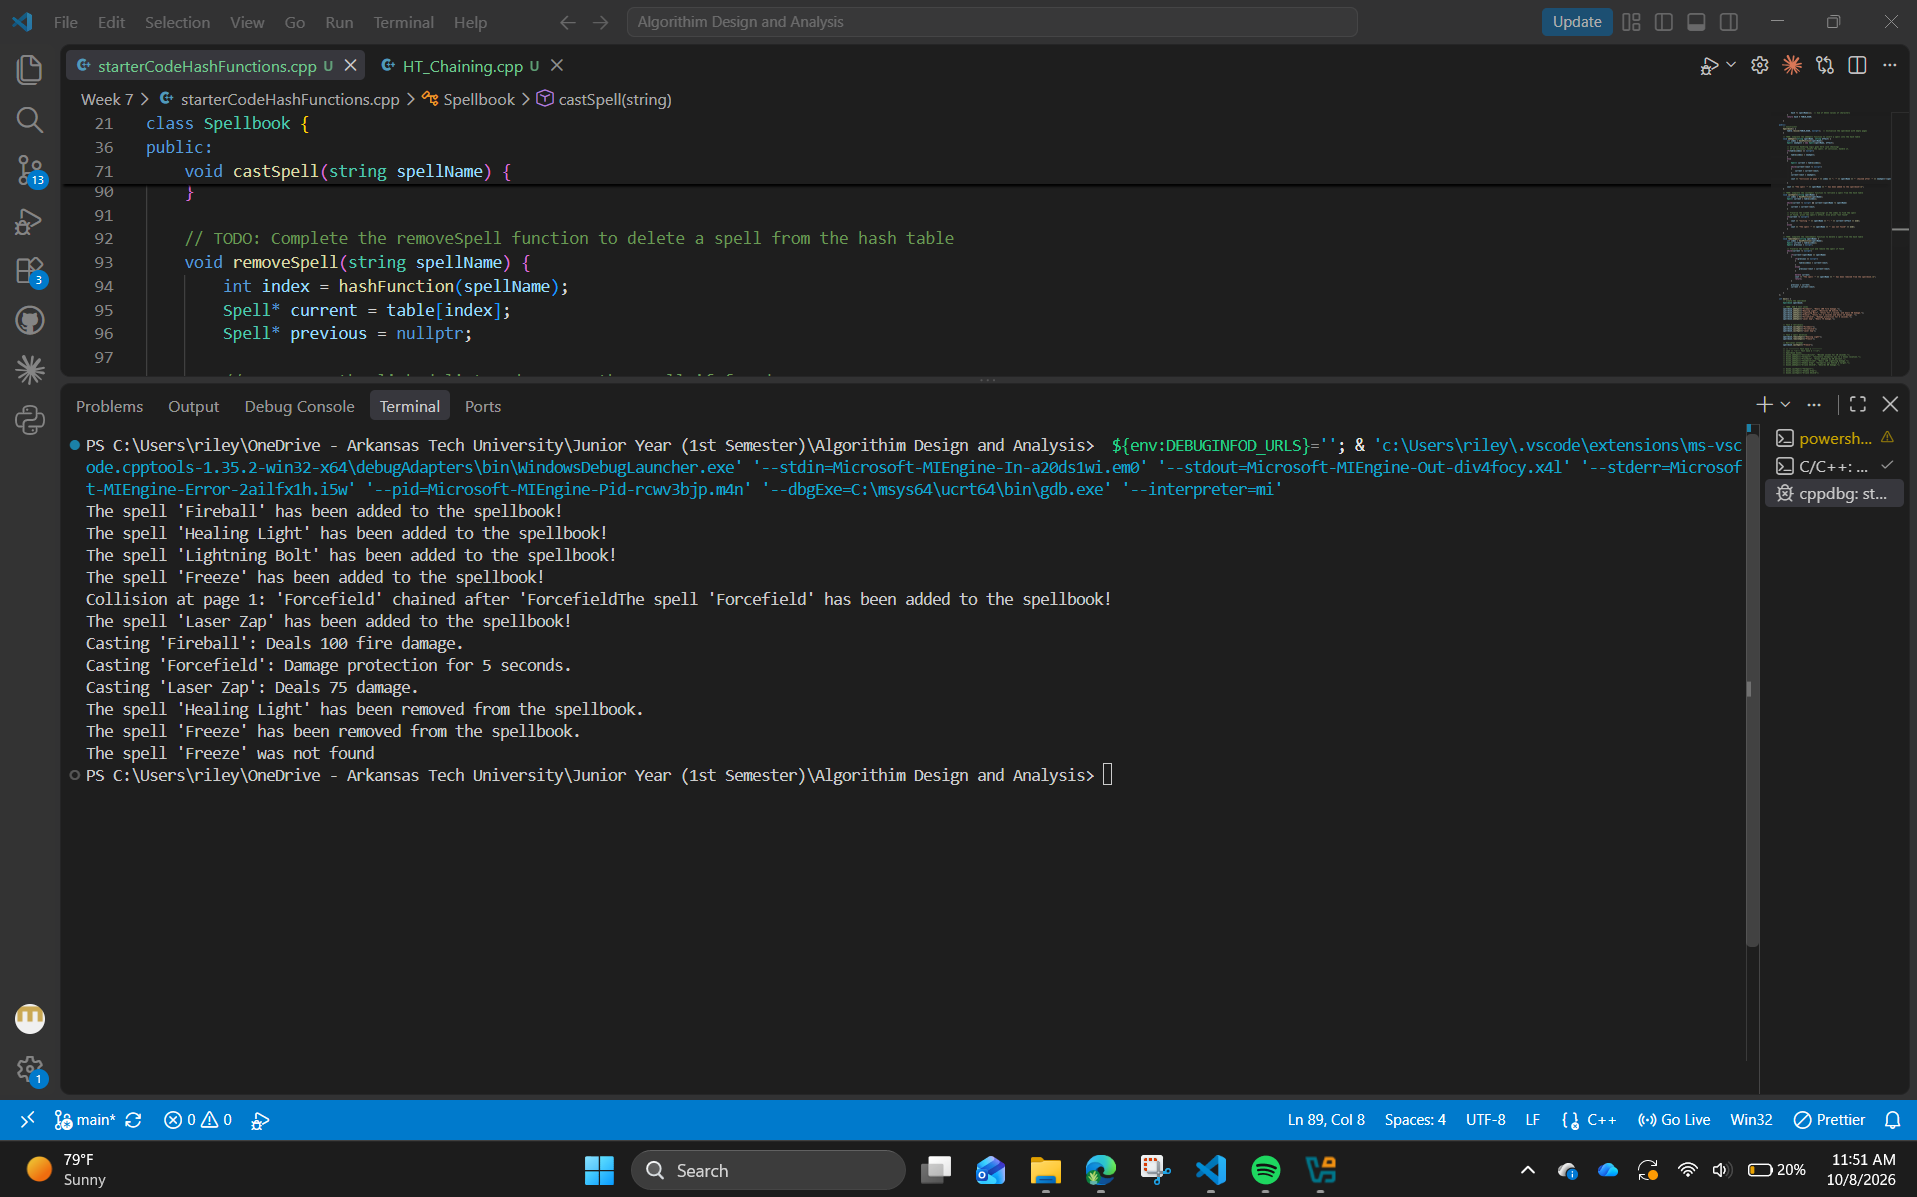 File Edit Selection View Go Run Terminal Help
Algorithim Design and Analysis
Update
starterCodeHashFunctions.cpp U
HT_Chaining.cpp U
Week 7 > starterCodeHashFunctions.cpp > Spellbook > castSpell(string)
21 class Spellbook {
36 public:
71 void castSpell(string spellName) {
90 }
91
92 // TODO: Complete the removeSpell function to delete a spell from the hash table
93 void removeSpell(string spellName) {
94 int index = hashFunction(spellName);
95 Spell* current = table[index];
96 Spell* previous = nullptr;
97
13
3
Problems Output Debug Console Terminal Ports
PS C:\Users\riley\OneDrive - Arkansas Tech University\Junior Year (1st Semester)\Algorithim Design and Analysis> ${env:DEBUGINFOD_URLS}=''; & 'c:\Users\riley\.vscode\extensions\ms-vsc
ode.cpptools-1.35.2-win32-x64\debugAdapters\bin\WindowsDebugLauncher.exe' '--stdin=Microsoft-MIEngine-In-a20ds1wi.em0' '--stdout=Microsoft-MIEngine-Out-div4focy.x4l' '--stderr=Microsof
t-MIEngine-Error-2ailfx1h.i5w' '--pid=Microsoft-MIEngine-Pid-rcwv3bjp.m4n' '--dbgExe=C:\msys64\ucrt64\bin\gdb.exe' '--interpreter=mi'
The spell 'Fireball' has been added to the spellbook!
The spell 'Healing Light' has been added to the spellbook!
The spell 'Lightning Bolt' has been added to the spellbook!
The spell 'Freeze' has been added to the spellbook!
Collision at page 1: 'Forcefield' chained after 'ForcefieldThe spell 'Forcefield' has been added to the spellbook!
The spell 'Laser Zap' has been added to the spellbook!
Casting 'Fireball': Deals 100 fire damage.
Casting 'Forcefield': Damage protection for 5 seconds.
Casting 'Laser Zap': Deals 75 damage.
The spell 'Healing Light' has been removed from the spellbook.
The spell 'Freeze' has been removed from the spellbook.
The spell 'Freeze' was not found
PS C:\Users\riley\OneDrive - Arkansas Tech University\Junior Year (1st Semester)\Algorithim Design and Analysis>
powersh...
C/C++: ...
cppdbg: st...
1
main* 0 0
Ln 89, Col 8 Spaces: 4 UTF-8 LF C++ Go Live Win32 Prettier
79°F
Sunny
Search
20%
11:51 AM
10/8/2026